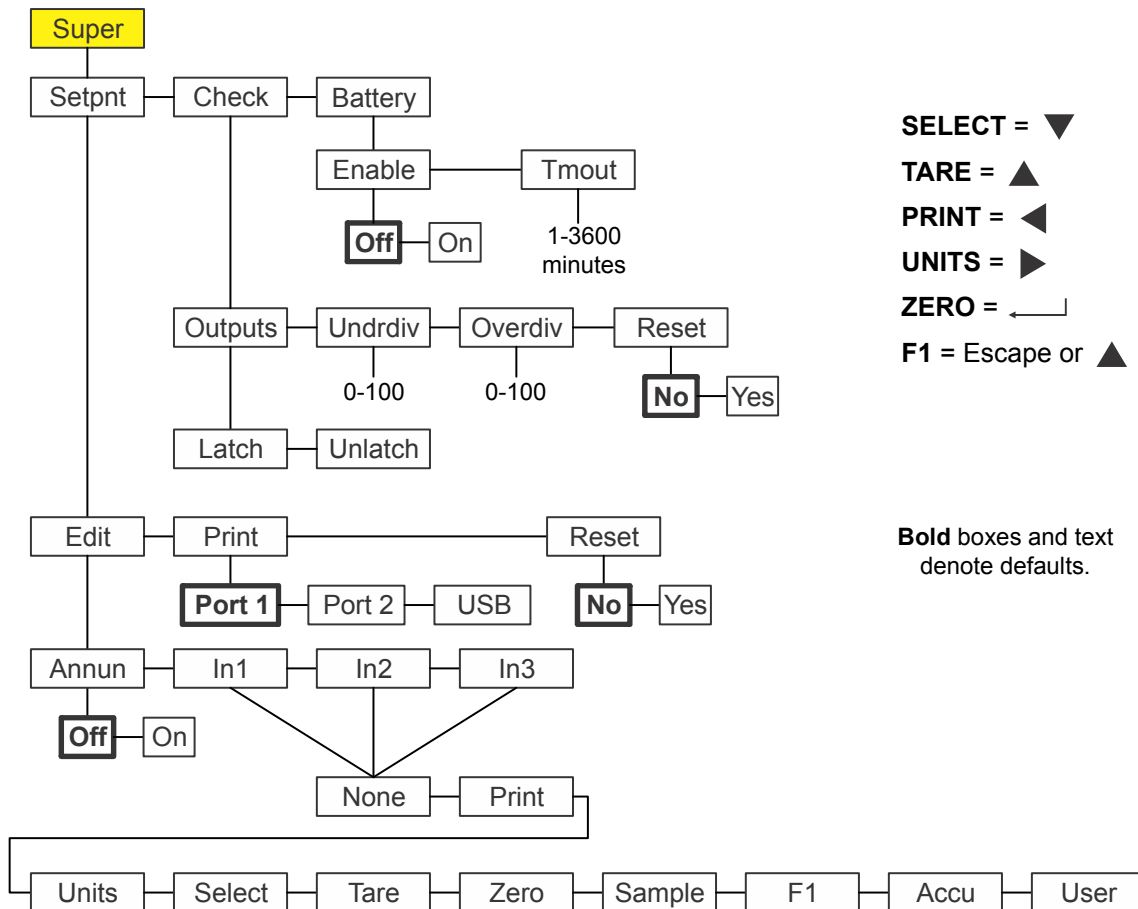 Super
Setpnt
Check
Battery
SELECT =
TARE =
PRINT =
UNITS =
ZERO =
F1 = Escape or
Enable
Tmout
Off
On
1-3600
minutes
Outputs
Undrdiv
Overdiv
Reset
0-100
0-100
No
Yes
Latch
Unlatch
Edit
Print
Reset
Bold boxes and text
denote defaults.
Port 1
Port 2
USB
No
Yes
Annun
In1
In2
In3
Off
On
None
Print
Units
Select
Tare
Zero
Sample
F1
Accu
User